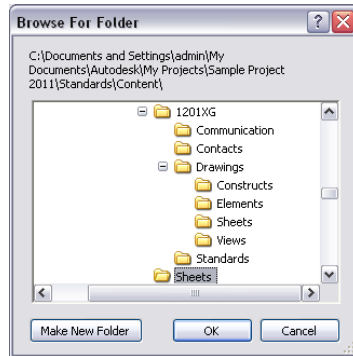 Browse For Folder
C:\Documents and Settings\admin\My
Documents\Autodesk\My Projects\Sample Project
2011\Standards\Content\
1201XG
Communication
Contacts
Drawings
Constructs
Elements
Sheets
Views
Standards
Sheets
Make New Folder
OK
Cancel